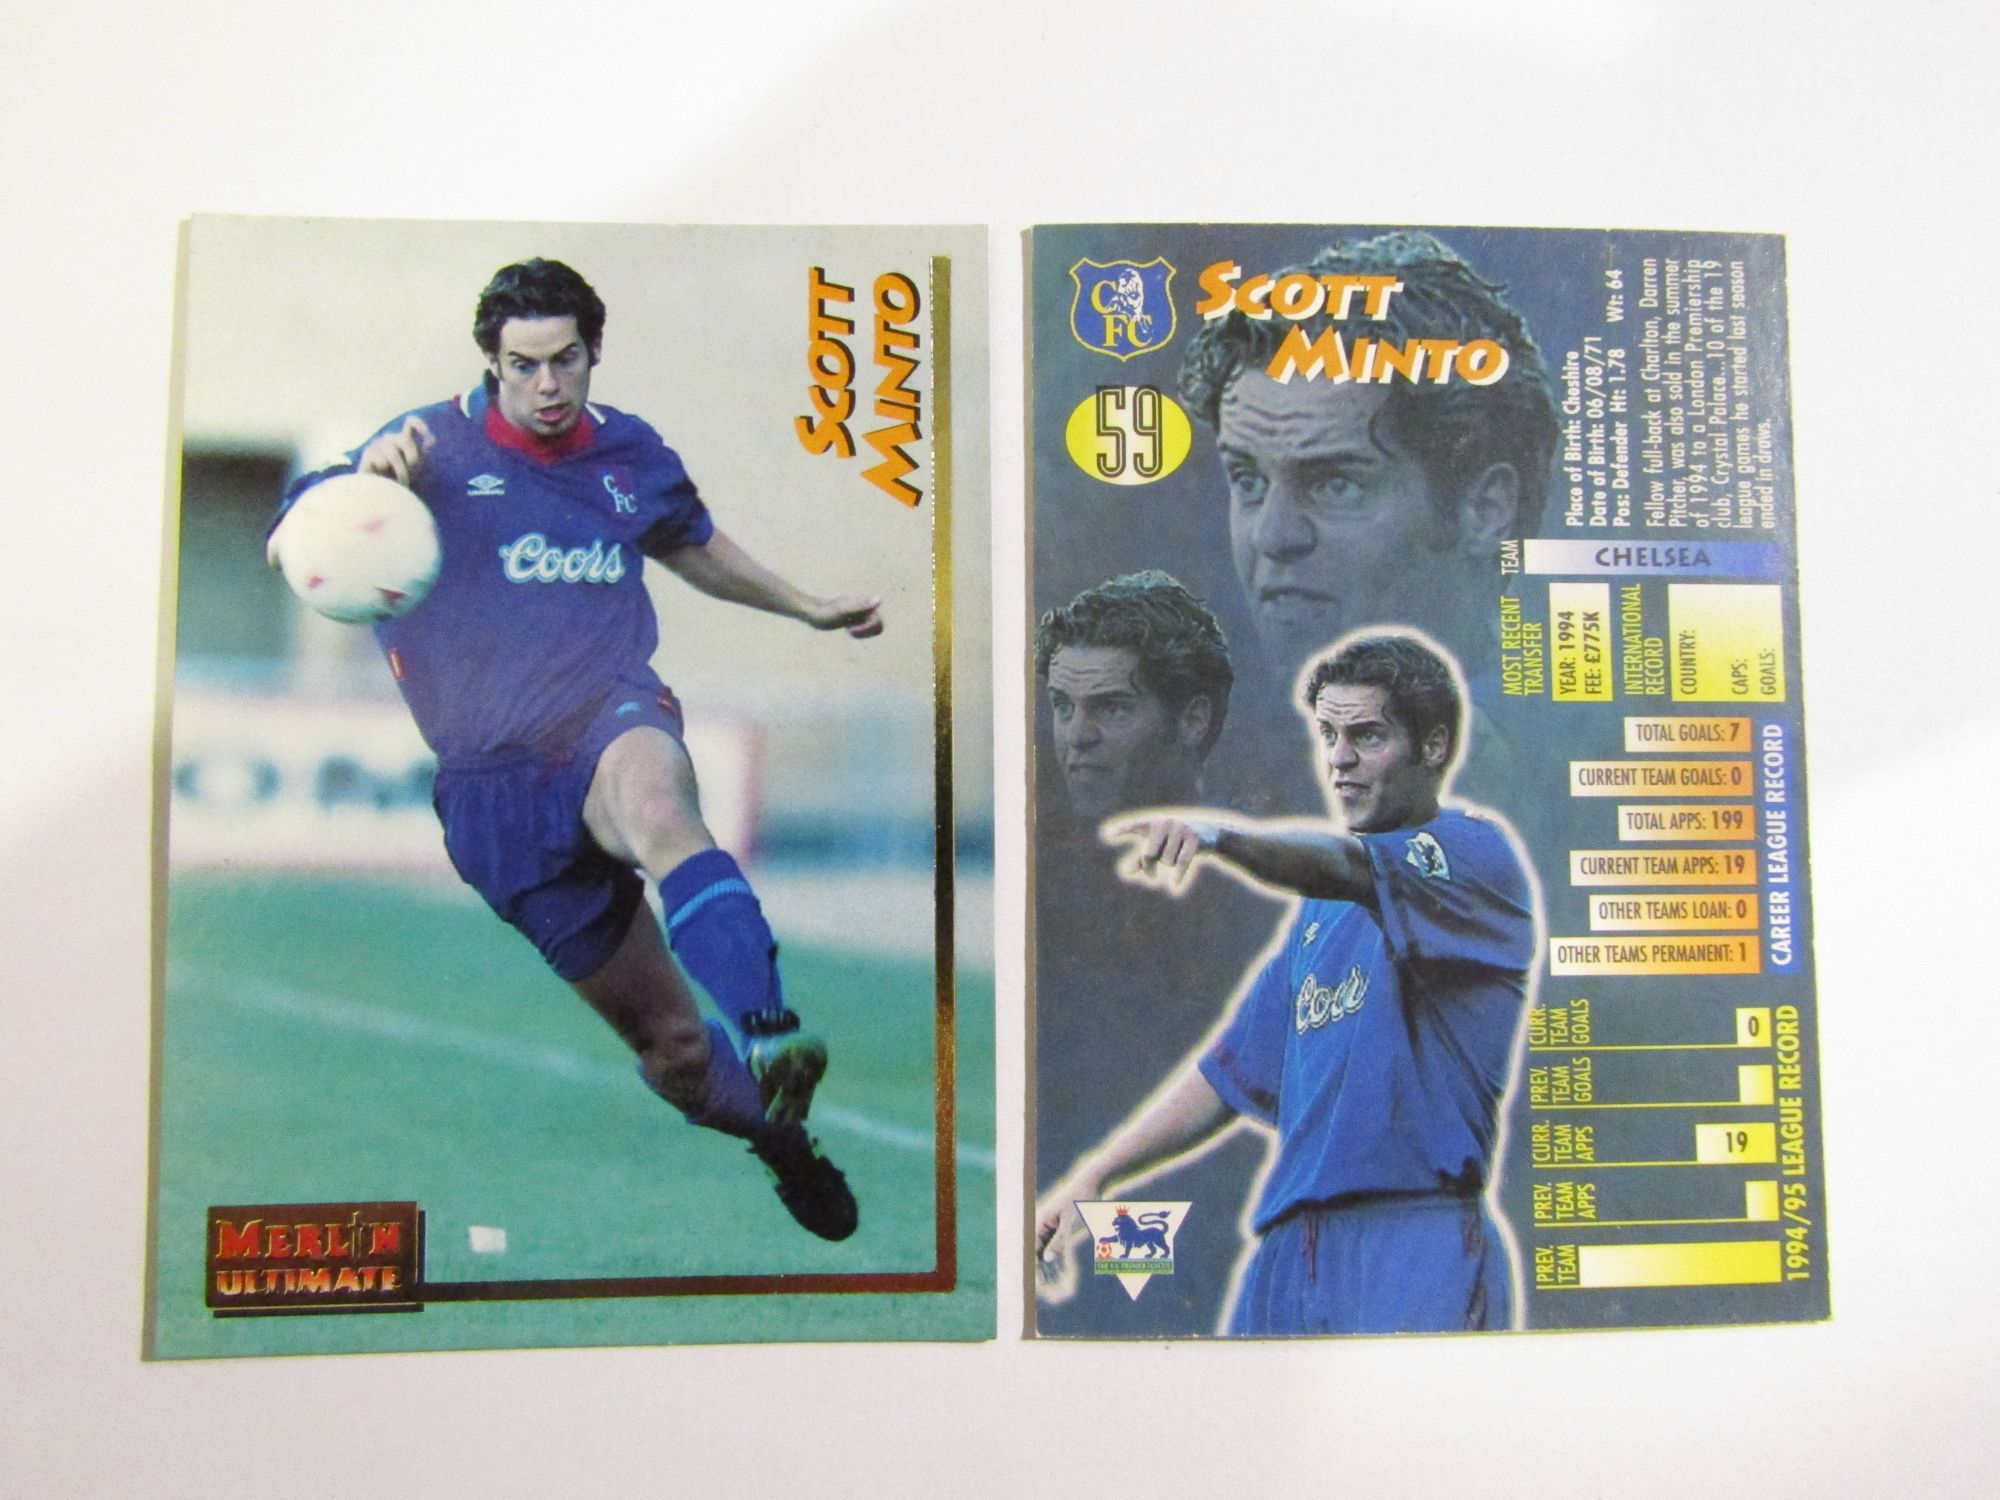 SCOTT
MINTO
CFC
UMBRO
Coors
MERLIN
ULTIMATE
CFC
SCOTT
MINTO
59
Place of Birth: Cheshire
Date of Birth: 06/08/71
Pos: Defender Ht: 1.78 Wt: 64
Fellow full-back at Charlton, Darren
Pitcher, was also sold in the summer
of 1994 to a London Premiership
club, Crystal Palace...10 of the 19
league games he started last season
ended in draws.
TEAM
CHELSEA
MOST RECENT
TRANSFER
YEAR: 1994
FEE: £775K
INTERNATIONAL
RECORD
COUNTRY:
CAPS:
GOALS:
TOTAL GOALS: 7
CURRENT TEAM GOALS: 0
TOTAL APPS: 199
CURRENT TEAM APPS: 19
OTHER TEAMS LOAN: 0
OTHER TEAMS PERMANENT: 1
CAREER LEAGUE RECORD
CURR.
TEAM
GOALS
0
PREV.
TEAM
GOALS
CURR.
TEAM
APPS
19
PREV.
TEAM
APPS
PREV.
TEAM
1994/95 LEAGUE RECORD
Coors
THE F.A. PREMIER LEAGUE